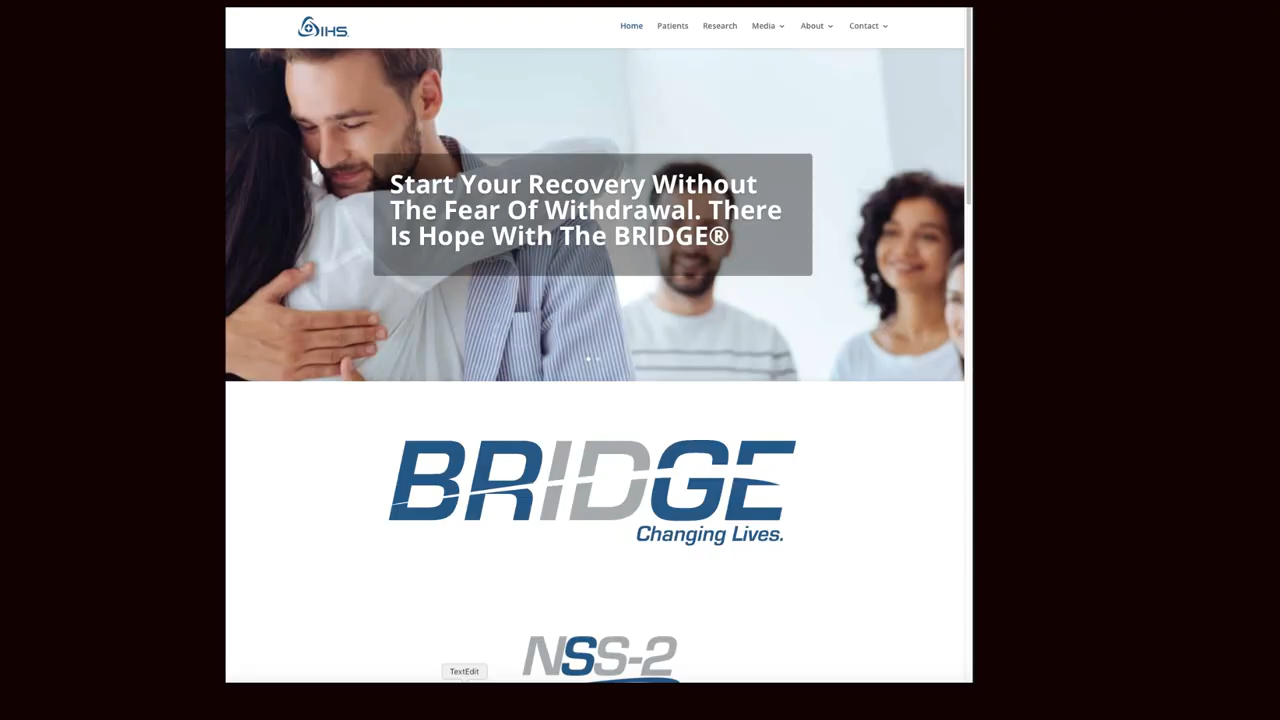 IHS
Home Patients Research Media About Contact
Start Your Recovery Without
The Fear Of Withdrawal. There
Is Hope With The BRIDGE®
BRIDGE
Changing Lives.
NSS-2
TextEdit